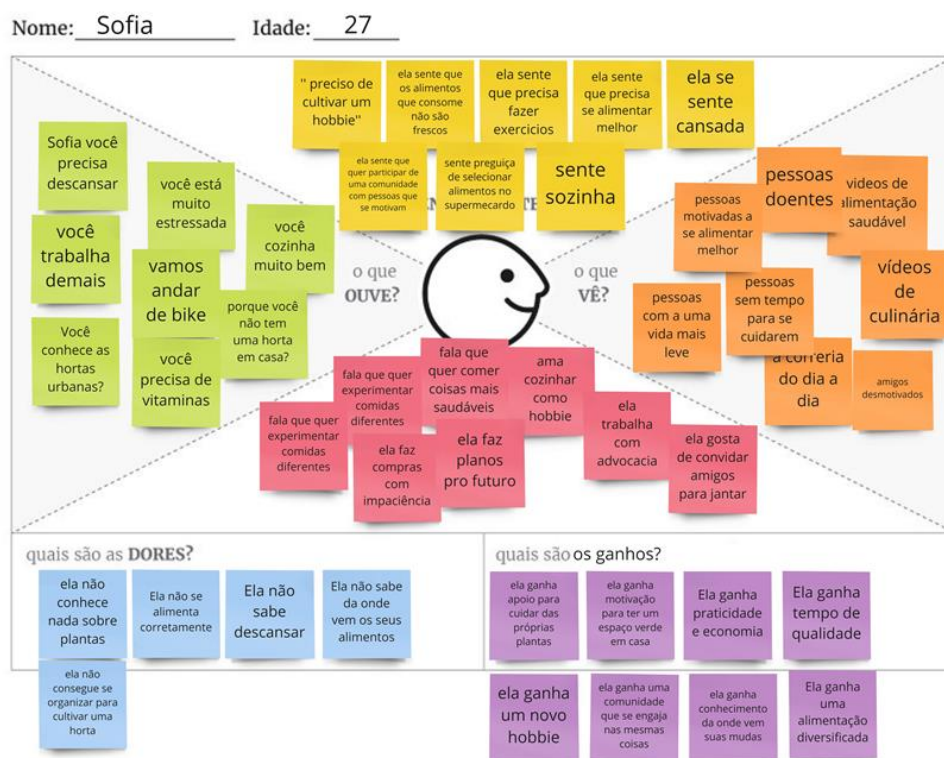 Nome: Sofia Idade: 27
" preciso de
cultivar um
hobbie"
ela sente que
os alimentos
que consome
não são
frescos
ela sente
que precisa
fazer
exercicios
ela sente
que precisa
se alimentar
melhor
ela se
sente
cansada
ela sente que
quer participar de
uma comunidade
com pessoas que
se motivam
sente preguiça
de selecionar
alimentos no
supermecardo
sente
sozinha
Sofia você
precisa
descansar
você está
muito
estressada
você
cozinha
muito bem
você
trabalha
demais
vamos
andar
de bike
porque você
não tem
uma horta
em casa?
Você
conhece as
hortas
urbanas?
você
precisa de
vitaminas
o que
OUVE?
o que
VÊ?
pessoas
motivadas a
se alimentar
melhor
pessoas
doentes
videos de
alimentação
saudável
pessoas
com a uma
vida mais
leve
pessoas
sem tempo
para se
cuidarem
vídeos
de
culinária
a correria
do dia a
dia
amigos
desmotivados
fala que quer
experimentar
comidas
diferentes
fala que quer
experimentar
comidas
diferentes
fala que
quer comer
coisas mais
saudáveis
ama
cozinhar
como
hobbie
ela faz
compras
com
impaciência
ela faz
planos
pro futuro
ela
trabalha
com
advocacia
ela gosta
de convidar
amigos
para jantar
quais são as DORES?
ela não
conhece
nada sobre
plantas
Ela não se
alimenta
corretamente
Ela não
sabe
descansar
Ela não sabe
da onde
vem os seus
alimentos
ela não
consegue se
organizar para
cultivar uma
horta
quais são os ganhos?
ela ganha
apoio para
cuidar das
próprias
plantas
ela ganha
motivação
para ter um
espaço verde
em casa
Ela ganha
praticidade
e economia
Ela ganha
tempo de
qualidade
ela ganha
um novo
hobbie
ela ganha uma
comunidade
que se engaja
nas mesmas
coisas
ela ganha
conhecimento
da onde vem
suas mudas
Ela ganha
uma
alimentação
diversificada